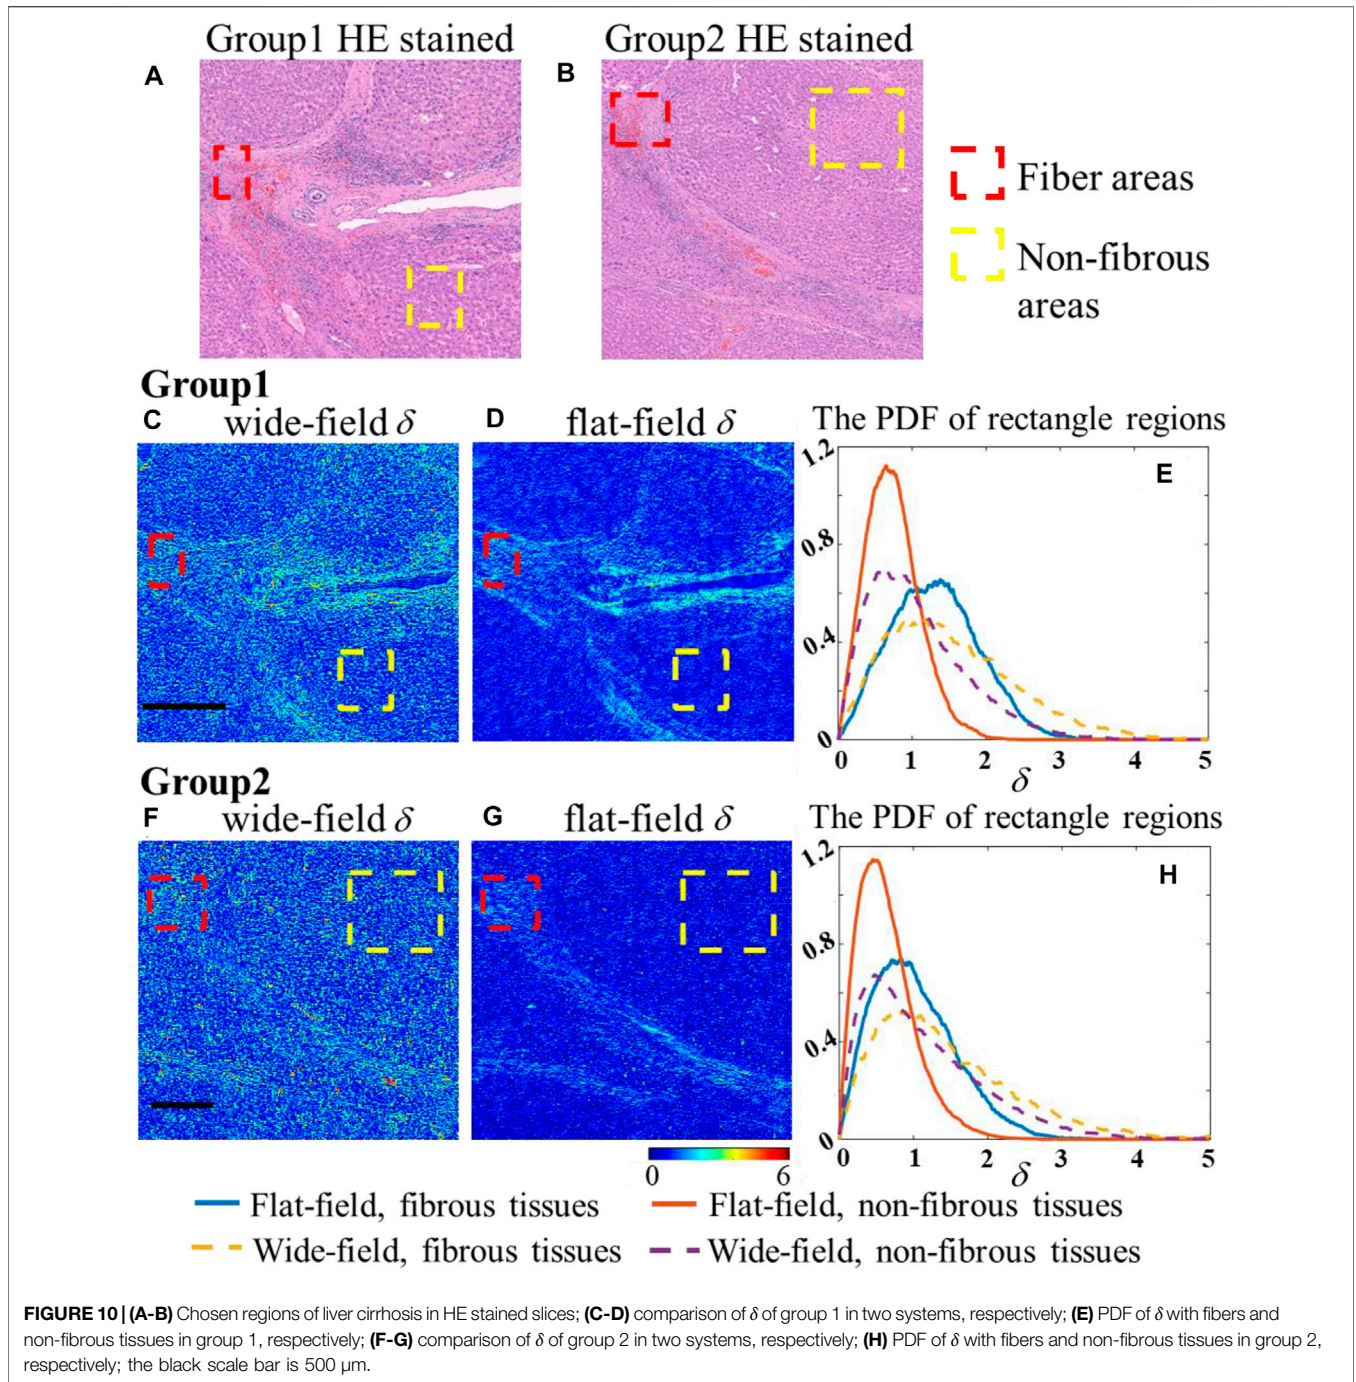 Group1 HE stained
Group2 HE stained
A
B
Fiber areas
Non-fibrous
areas
Group1
C
wide-field δ
D
flat-field δ
The PDF of rectangle regions
E
1.2
0.8
0.4
0
0 1 2 3 4 5
δ
Group2
F
wide-field δ
G
flat-field δ
The PDF of rectangle regions
H
1.2
0.8
0.4
0
0 1 2 3 4 5
δ
0 6
Flat-field, fibrous tissues
Flat-field, non-fibrous tissues
Wide-field, fibrous tissues
Wide-field, non-fibrous tissues
FIGURE 10 | (A-B) Chosen regions of liver cirrhosis in HE stained slices; (C-D) comparison of δ of group 1 in two systems, respectively; (E) PDF of δ with fibers and
non-fibrous tissues in group 1, respectively; (F-G) comparison of δ of group 2 in two systems, respectively; (H) PDF of δ with fibers and non-fibrous tissues in group 2,
respectively; the black scale bar is 500 μm.